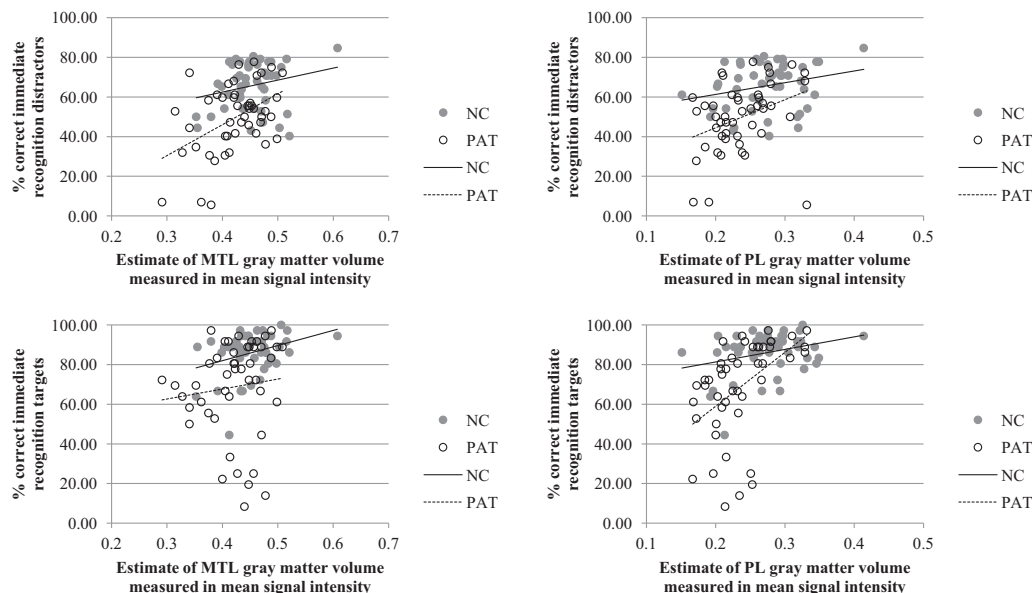 % correct immediate
recognition distractors
100.00
80.00
60.00
40.00
20.00
0.00
0.2 0.3 0.4 0.5 0.6 0.7
Estimate of MTL gray matter volume
measured in mean signal intensity
NC
PAT
NC
PAT
% correct immediate
recognition distractors
100.00
80.00
60.00
40.00
20.00
0.00
0.1 0.2 0.3 0.4 0.5
Estimate of PL gray matter volume
measured in mean signal intensity
NC
PAT
NC
PAT
% correct immediate
recognition targets
100.00
80.00
60.00
40.00
20.00
0.00
0.2 0.3 0.4 0.5 0.6 0.7
Estimate of MTL gray matter volume
measured in mean signal intensity
NC
PAT
NC
PAT
% correct immediate
recognition targets
100.00
80.00
60.00
40.00
20.00
0.00
0.1 0.2 0.3 0.4 0.5
Estimate of PL gray matter volume
measured in mean signal intensity
NC
PAT
NC
PAT